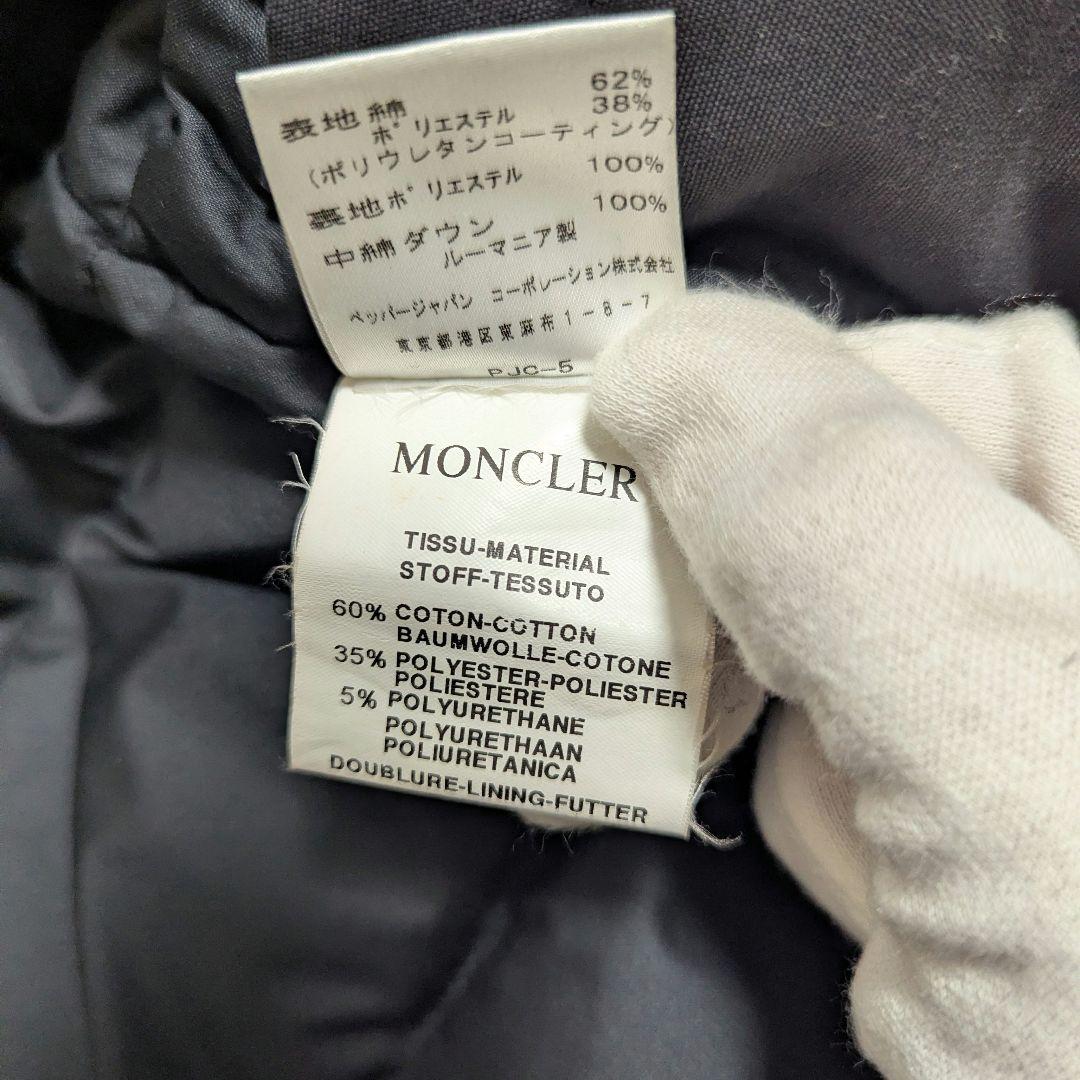 表地綿 62%
ポリエステル 38%
(ポリウレタンコーティング)
裏地ポリエステル 100%
中綿ダウン 100%
ルーマニア製
ペッパージャパン コーポレーション株式会社
東京都港区東麻布1-8-7
PJC-5
MONCLER
TISSU-MATERIAL
STOFF-TESSUTO
60% COTON-COTTON
BAUMWOLLE-COTONE
35% POLYESTER-POLIESTER
POLIESTERE
5% POLYURETHANE
POLYURETHAAN
POLIURETANICA
DOUBLURE-LINING-FUTTER